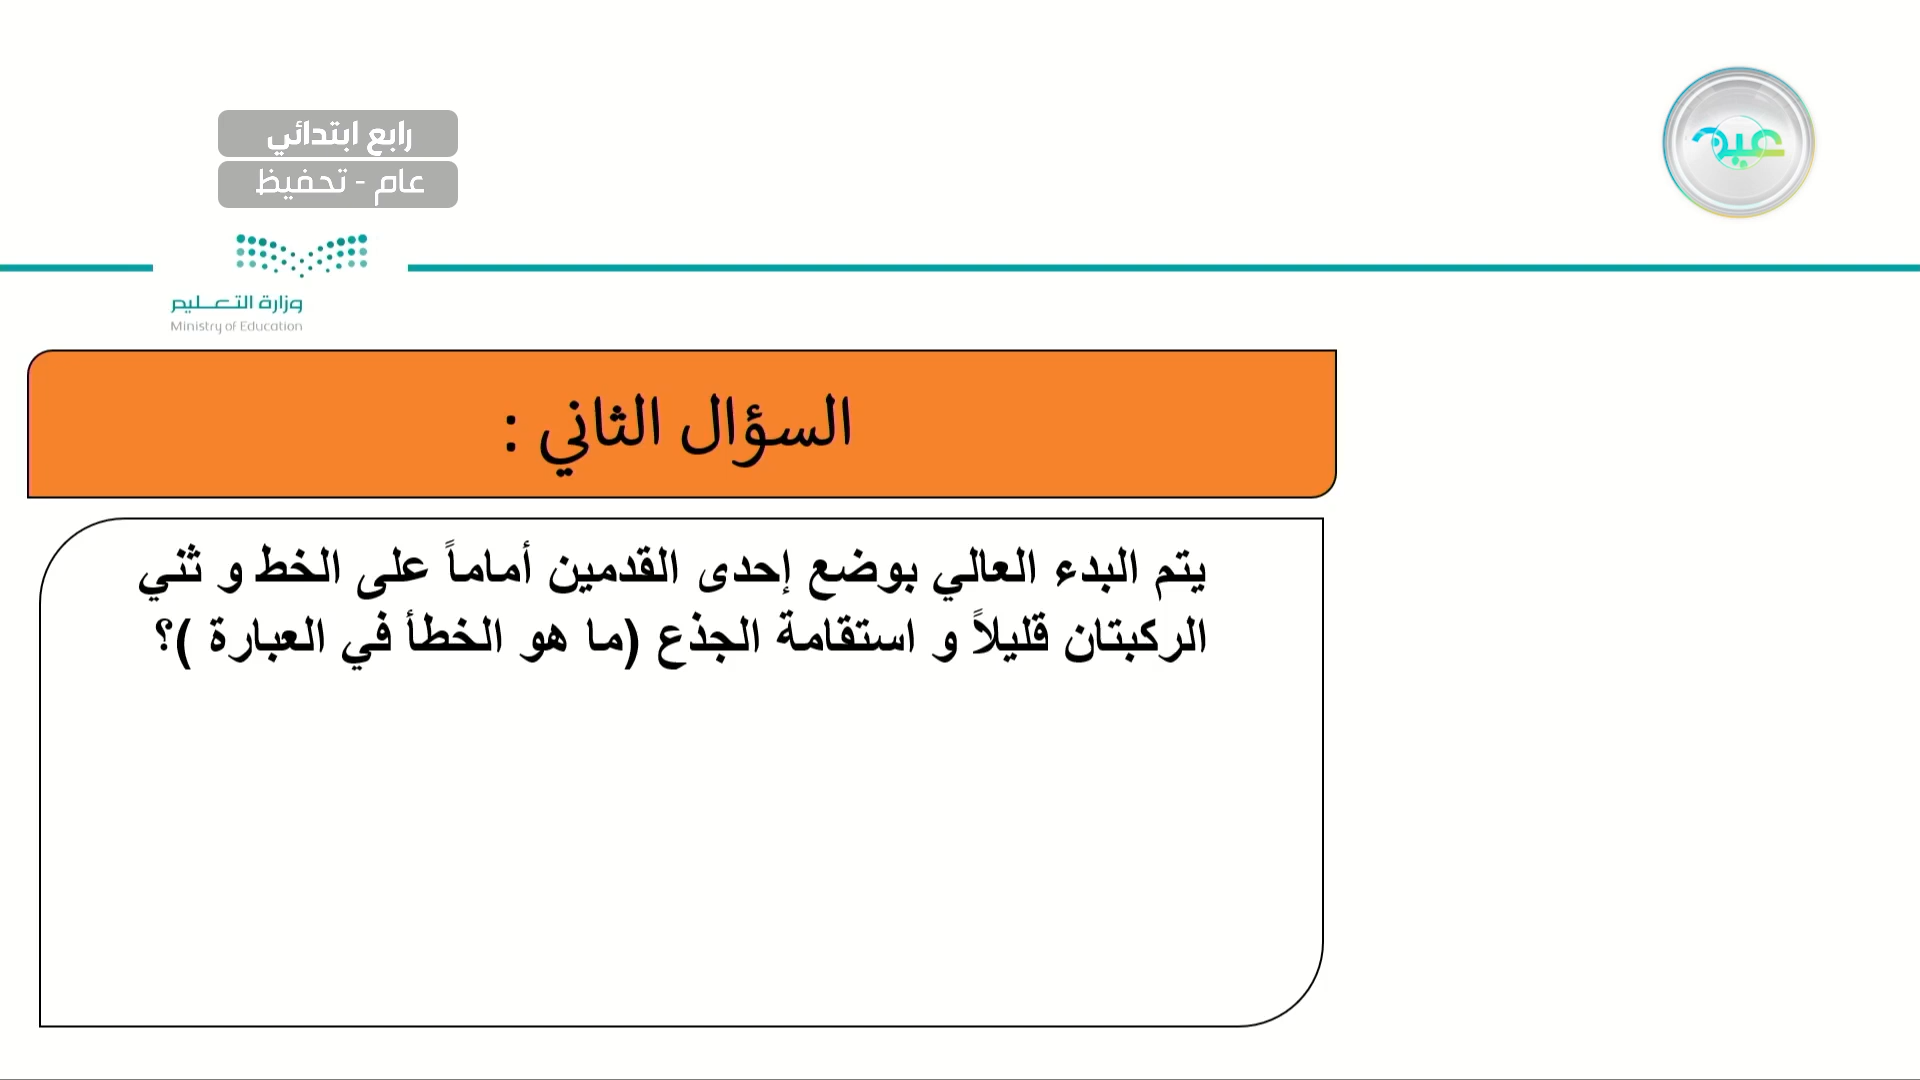 رابع ابتدائي
عام - تحفيظ
عين
وزارة التعليم
Ministry of Education
السؤال الثاني :
يتم البدء العالي بوضع إحدى القدمين أماماً على الخط و ثني
الركبتان قليلاً و استقامة الجذع (ما هو الخطأ في العبارة )؟